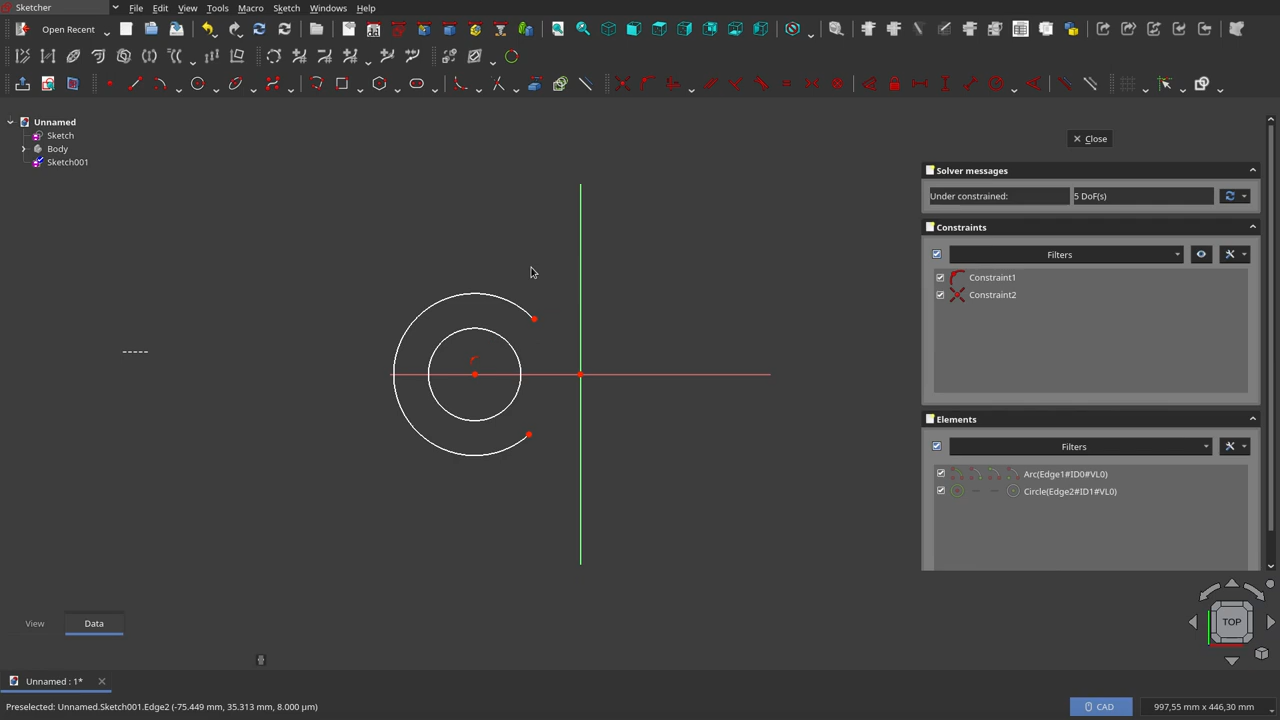 Sketcher
File Edit View Tools Macro Sketch Windows Help
Open Recent
Unnamed
Sketch
Body
Sketch001
Close
Solver messages
Under constrained: 5 DoF(s)
Constraints
Filters
Constraint1
Constraint2
Elements
Filters
Arc(Edge1#ID0#VL0)
Circle(Edge2#ID1#VL0)
TOP
View Data
Unnamed : 1*
Preselected: Unnamed.Sketch001.Edge2 (-75.449 mm, 35.313 mm, 8.000 µm) CAD 997,55 mm x 446,30 mm